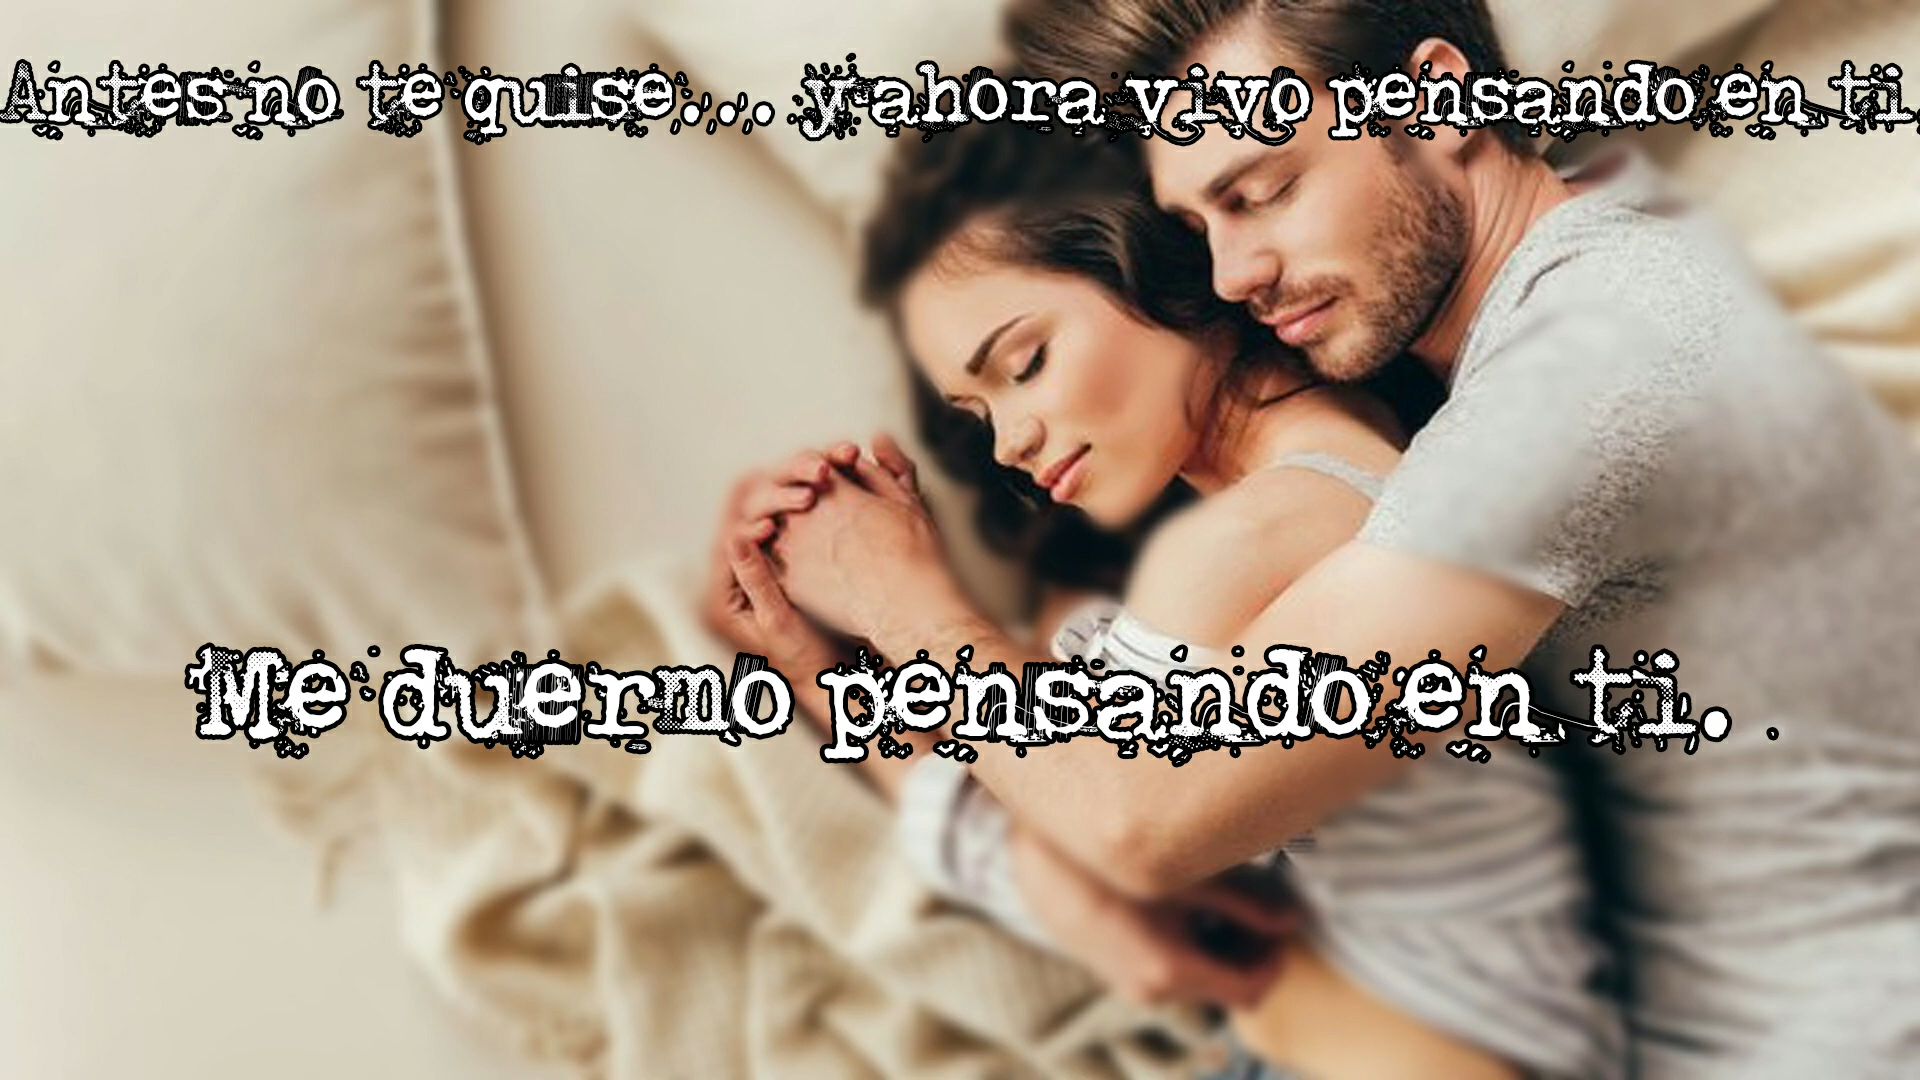 Antes no te quise... y ahora vivo pensando en ti.
Me duermo pensando en ti.